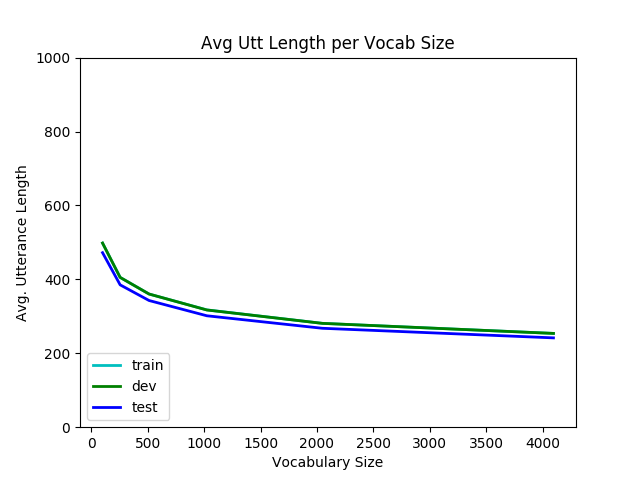 Avg Utt Length per Vocab Size
1000
800
600
400
200
0
Avg. Utterance Length
train
dev
test
0 500 1000 1500 2000 2500 3000 3500 4000
Vocabulary Size